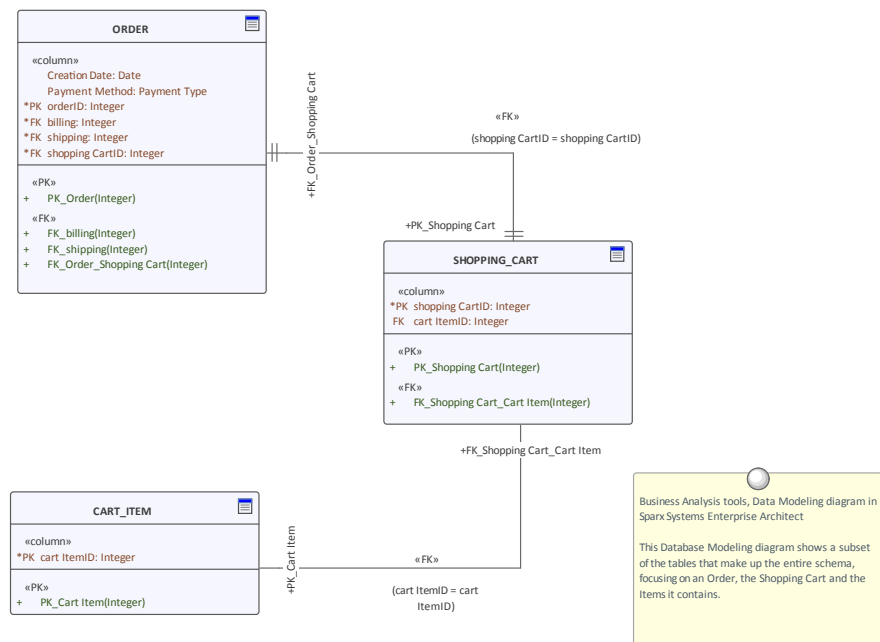 ORDER
«column»
Creation Date: Date
Payment Method: Payment Type
*PK orderID: Integer
*FK billing: Integer
*FK shipping: Integer
*FK shopping CartID: Integer
«PK»
+ PK_Order(Integer)
«FK»
+ FK_billing(Integer)
+ FK_shipping(Integer)
+ FK_Order_Shopping Cart(Integer)
+FK_Order_Shopping Cart
«FK»
(shopping CartID = shopping CartID)
+PK_Shopping Cart
SHOPPING_CART
«column»
*PK shopping CartID: Integer
FK cart ItemID: Integer
«PK»
+ PK_Shopping Cart(Integer)
«FK»
+ FK_Shopping Cart_Cart Item(Integer)
+FK_Shopping Cart_Cart Item
CART_ITEM
«column»
*PK cart ItemID: Integer
«PK»
+ PK_Cart Item(Integer)
+PK_Cart Item
«FK»
(cart ItemID = cart
ItemID)
Business Analysis tools, Data Modeling diagram in
Sparx Systems Enterprise Architect
This Database Modeling diagram shows a subset
of the tables that make up the entire schema,
focusing on an Order, the Shopping Cart and the
Items it contains.